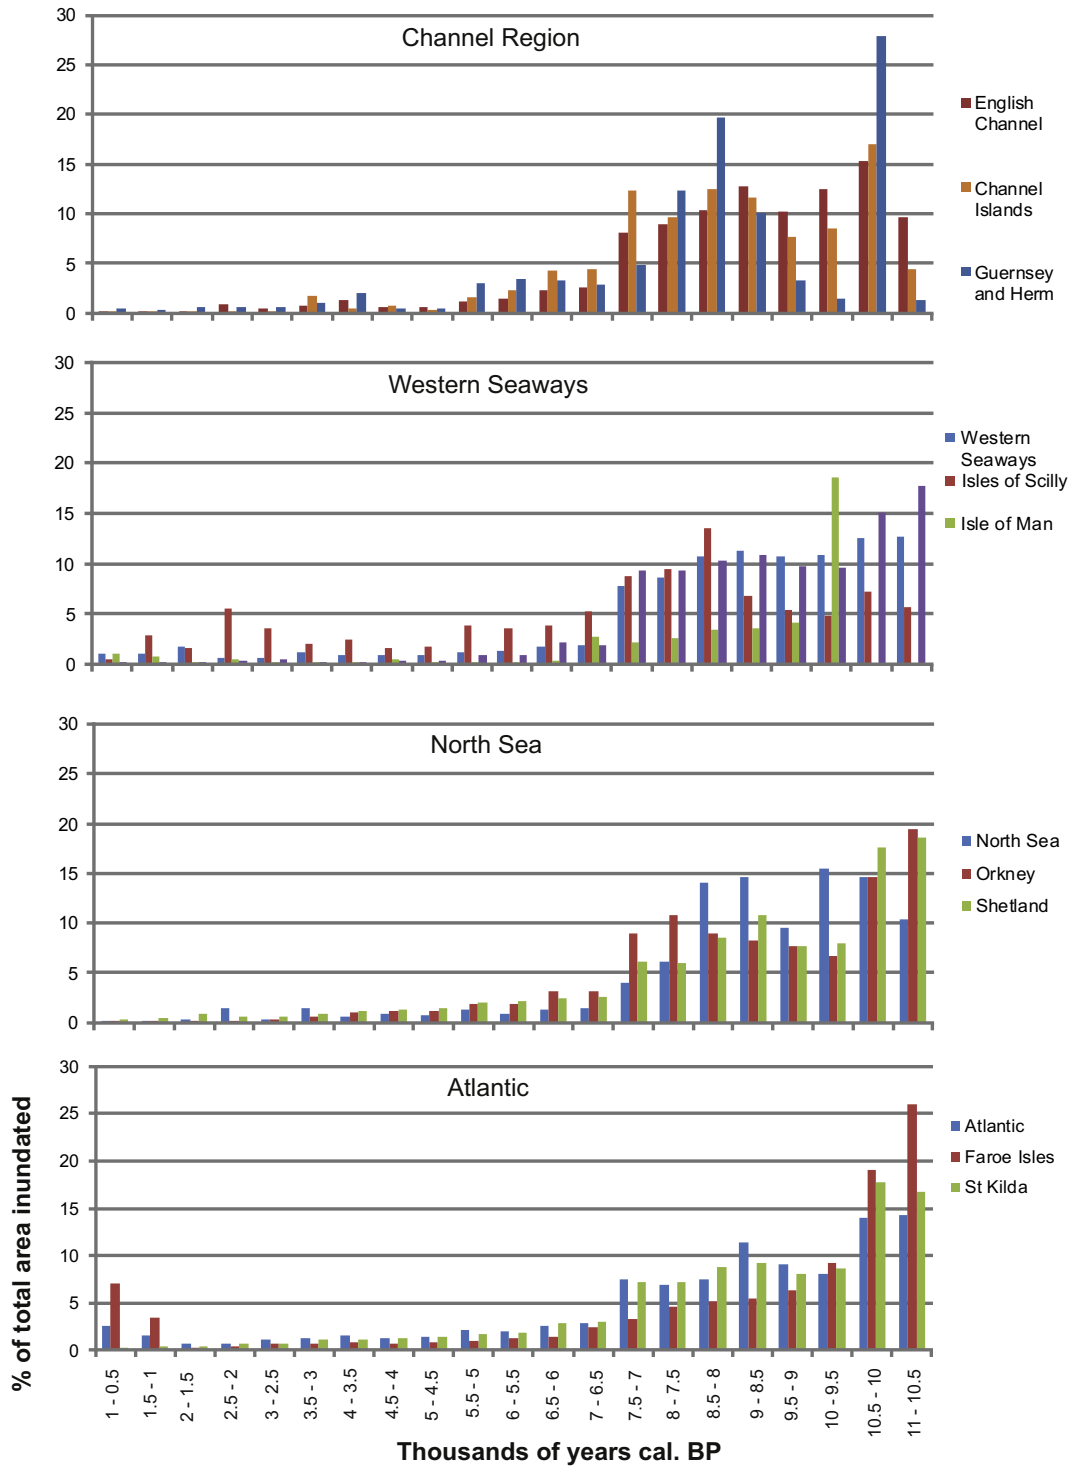 30
Channel Region
25
20
15
10
5
0
English
Channel
Channel
Islands
Guernsey
and Herm
30
Western Seaways
25
20
15
10
5
0
Western
Seaways
Isles of Scilly
Isle of Man
30
North Sea
25
20
15
10
5
0
North Sea
Orkney
Shetland
30
Atlantic
25
20
15
10
5
0
Atlantic
Faroe Isles
St Kilda
% of total area inundated
1 - 0.5
1.5 - 1
2 - 1.5
2.5 - 2
3 - 2.5
3.5 - 3
4 - 3.5
4.5 - 4
5 - 4.5
5.5 - 5
6 - 5.5
6.5 - 6
7 - 6.5
7.5 - 7
8 - 7.5
8.5 - 8
9 - 8.5
9.5 - 9
10 - 9.5
10.5 - 10
11 - 10.5
Thousands of years cal. BP